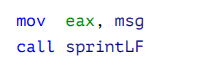 mov  eax, msg
call sprintLF